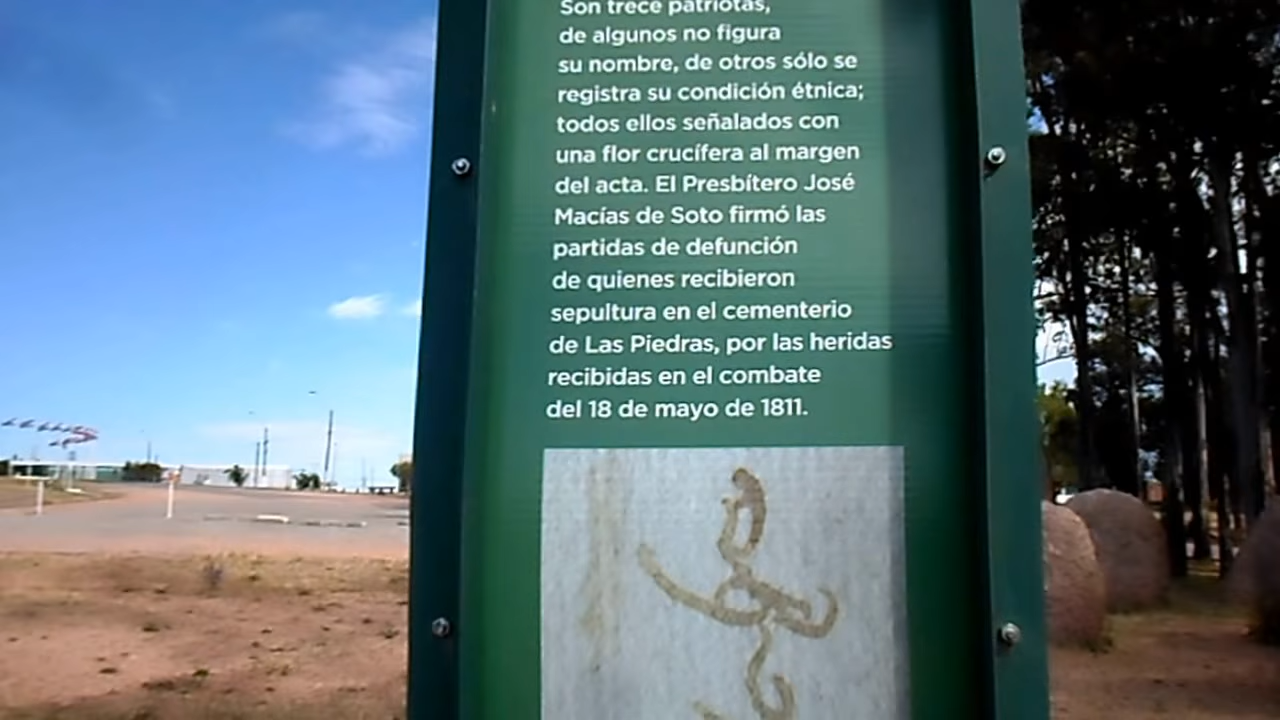 Son trece patriotas,
de algunos no figura
su nombre, de otros sólo se
registra su condición étnica;
todos ellos señalados con
una flor crucífera al margen
del acta. El Presbítero José
Macías de Soto firmó las
partidas de defunción
de quienes recibieron
sepultura en el cementerio
de Las Piedras, por las heridas
recibidas en el combate
del 18 de mayo de 1811.